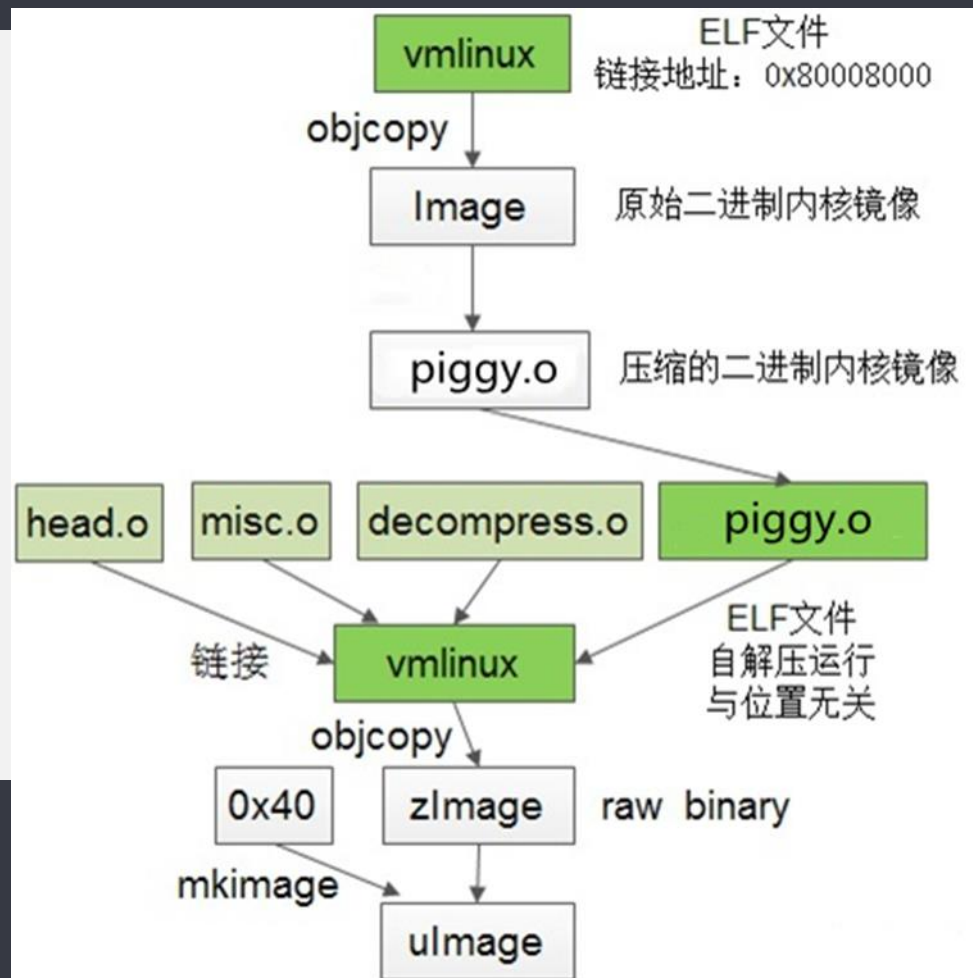 vmlinux
ELF文件
链接地址：0x80008000
objcopy
Image
原始二进制内核镜像
piggy.o
压缩的二进制内核镜像
head.o
misc.o
decompress.o
piggy.o
链接
vmlinux
ELF文件
自解压运行
与位置无关
objcopy
0x40
zImage
raw binary
mkimage
uImage